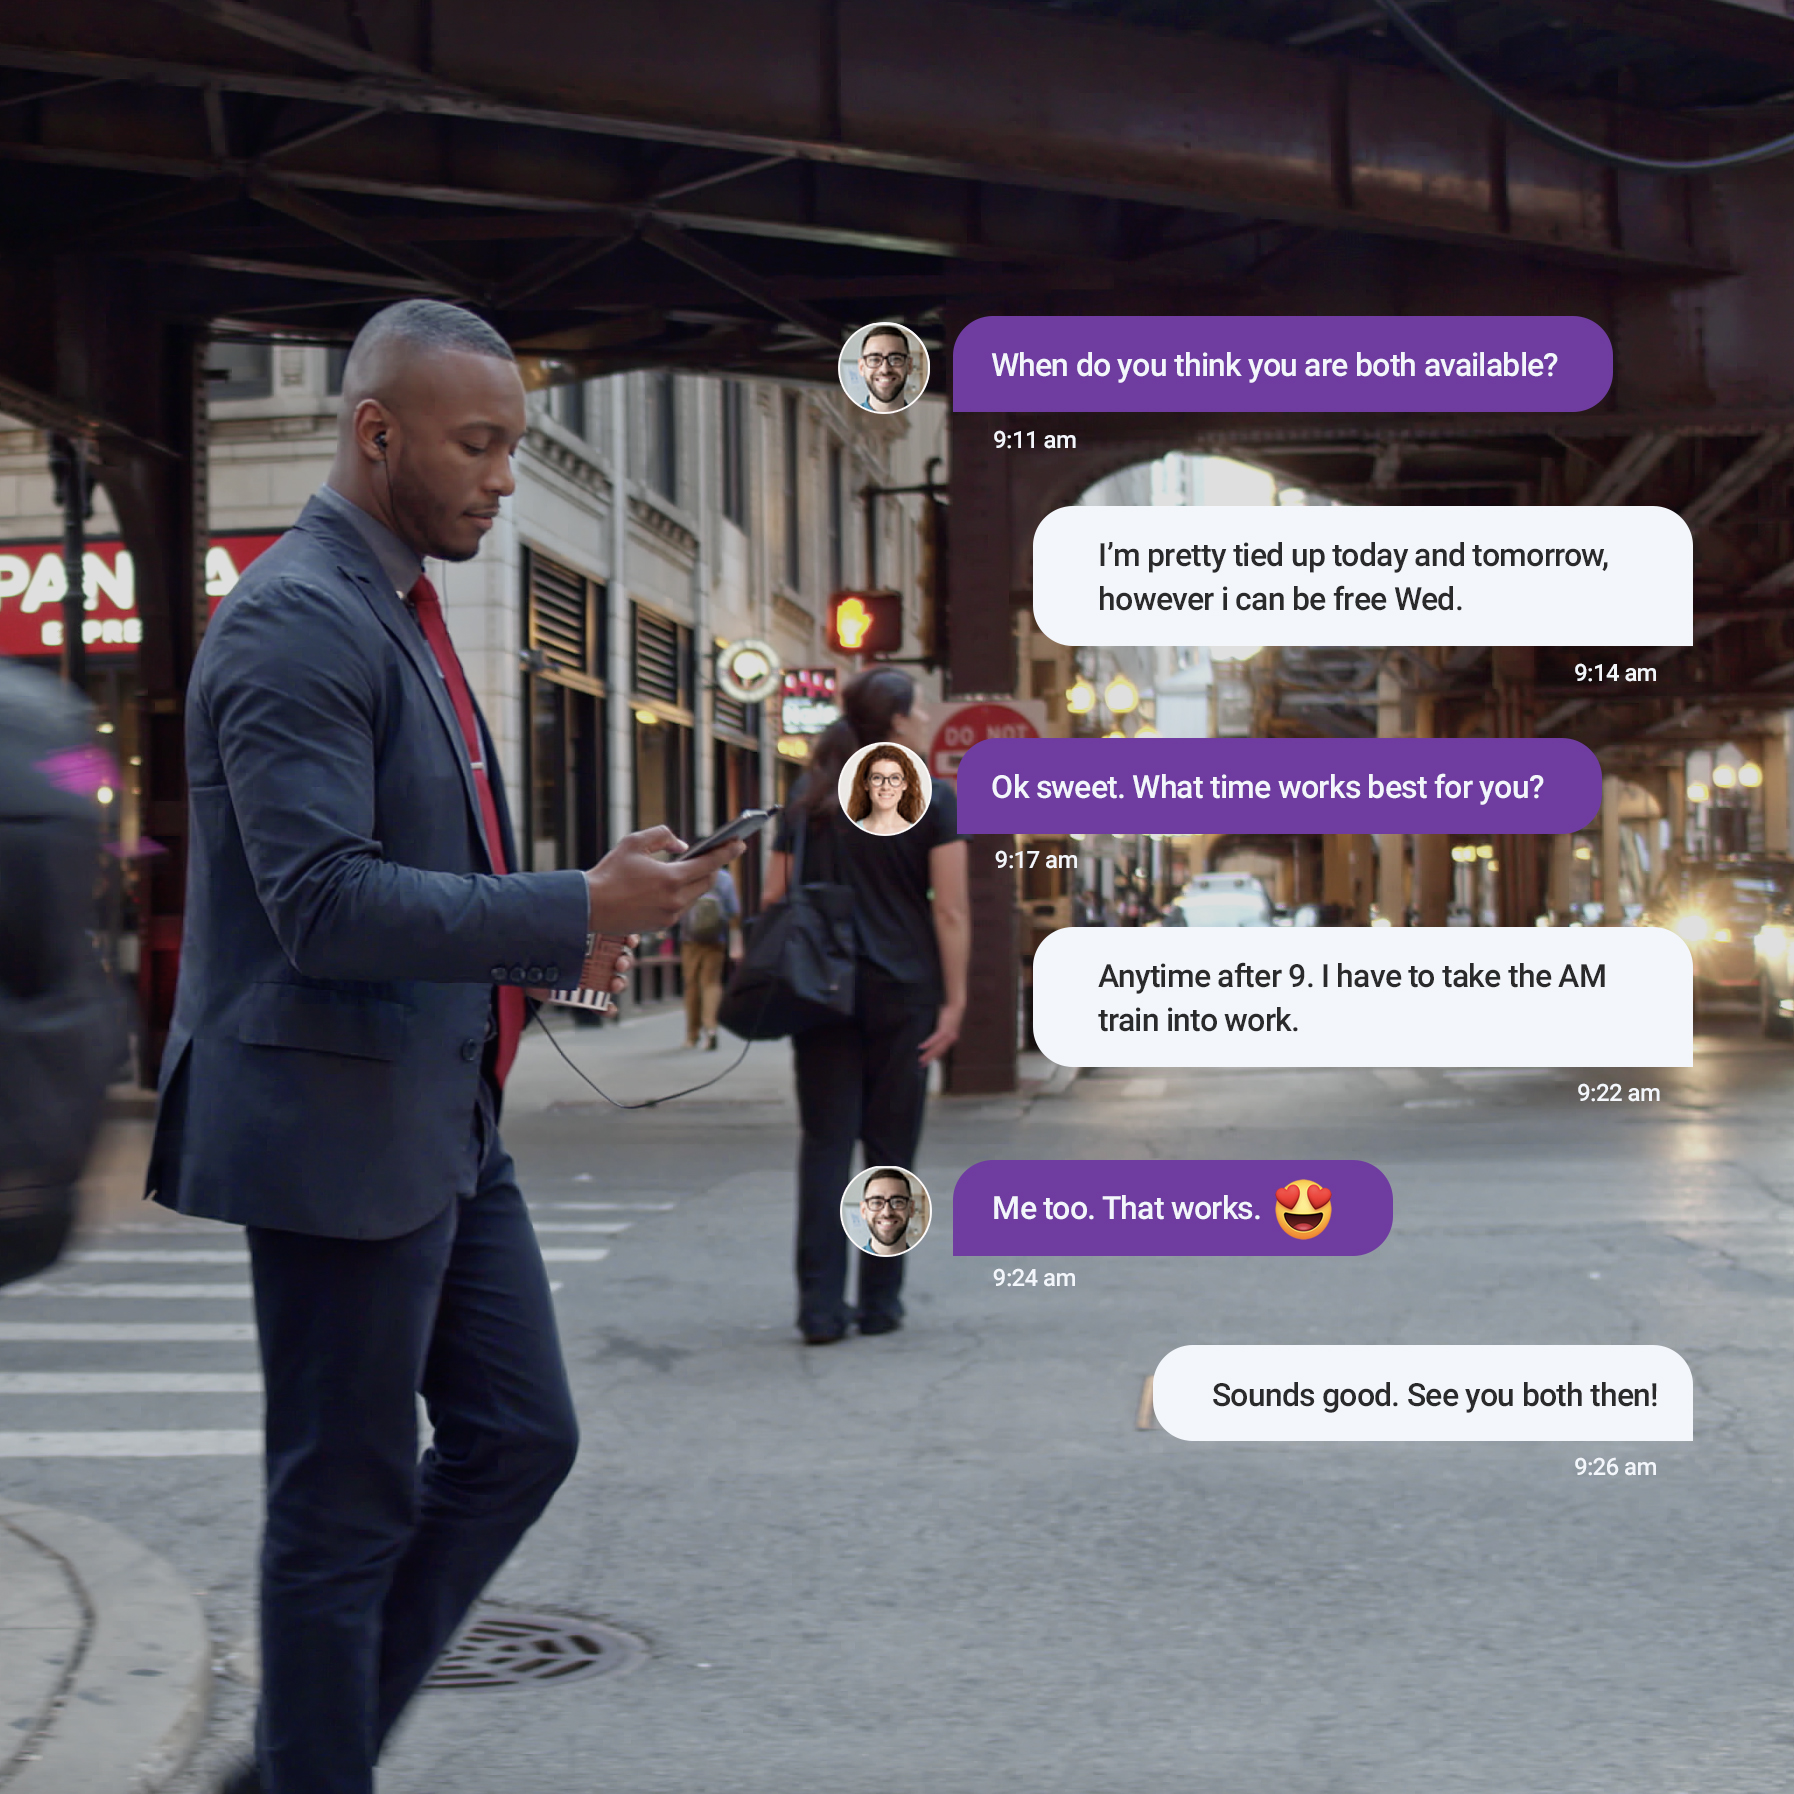 When do you think you are both available?
9:11 am
I’m pretty tied up today and tomorrow,
however i can be free Wed.
9:14 am
PAN A
DO NOT
Ok sweet. What time works best for you?
9:17 am
Anytime after 9. I have to take the AM
train into work.
9:22 am
Me too. That works. 😍
9:24 am
Sounds good. See you both then!
9:26 am